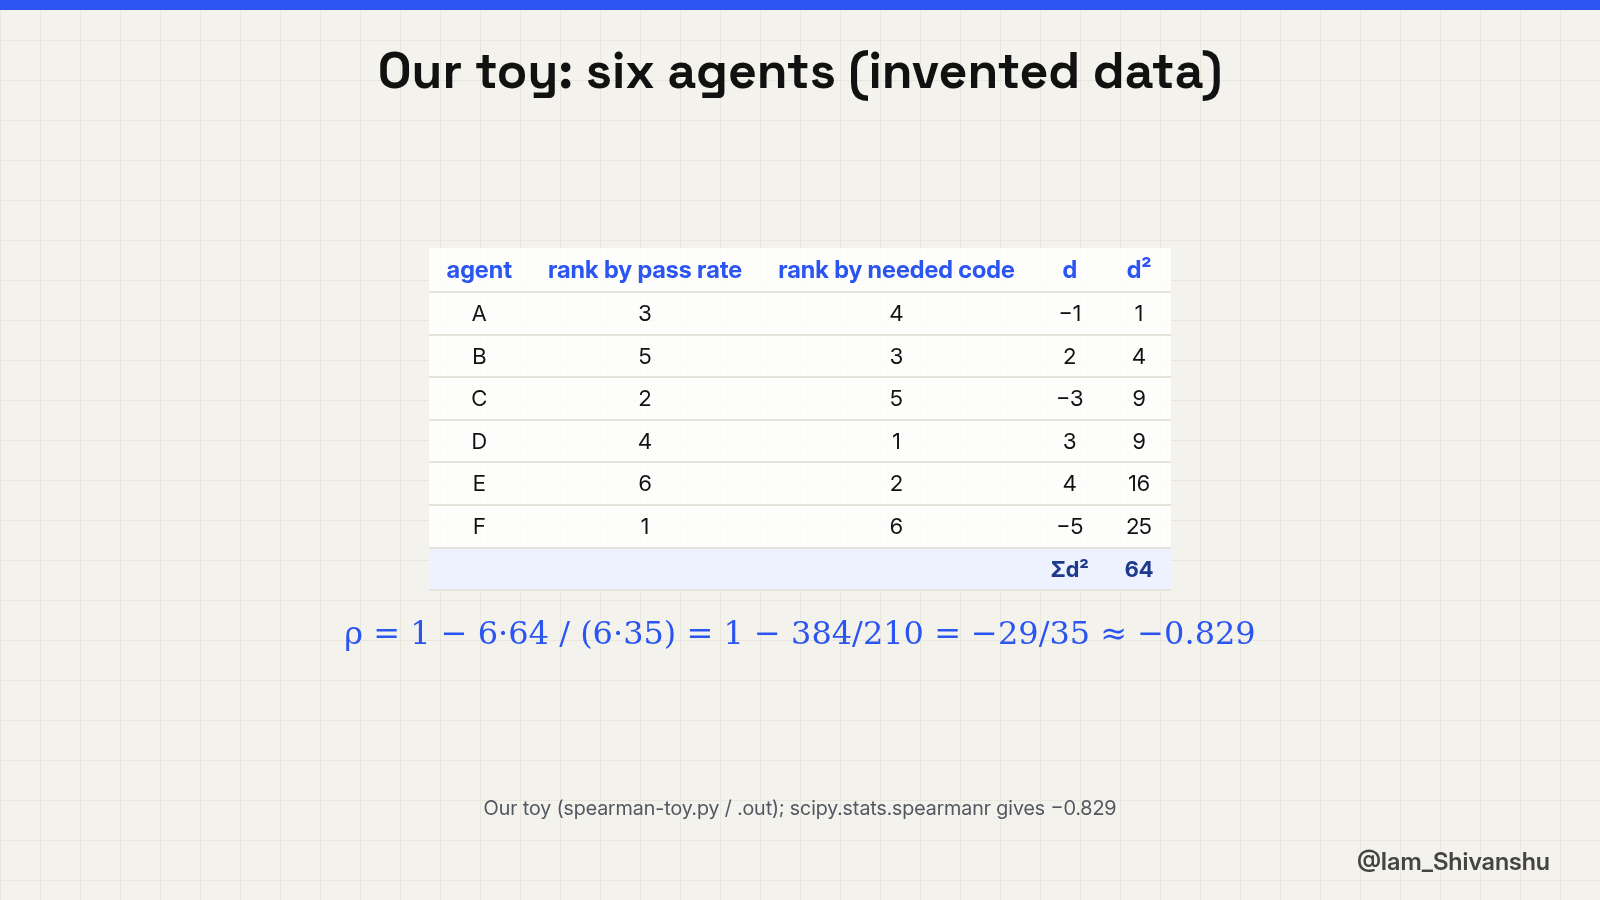 Our toy: six agents (invented data)
agent rank by pass rate rank by needed code d d²
A 3 4 −1 1
B 5 3 2 4
C 2 5 −3 9
D 4 1 3 9
E 6 2 4 16
F 1 6 −5 25
Σd² 64
ρ = 1 − 6·64 / (6·35) = 1 − 384/210 = −29/35 ≈ −0.829
Our toy (spearman-toy.py / .out); scipy.stats.spearmanr gives −0.829
@Iam_Shivanshu